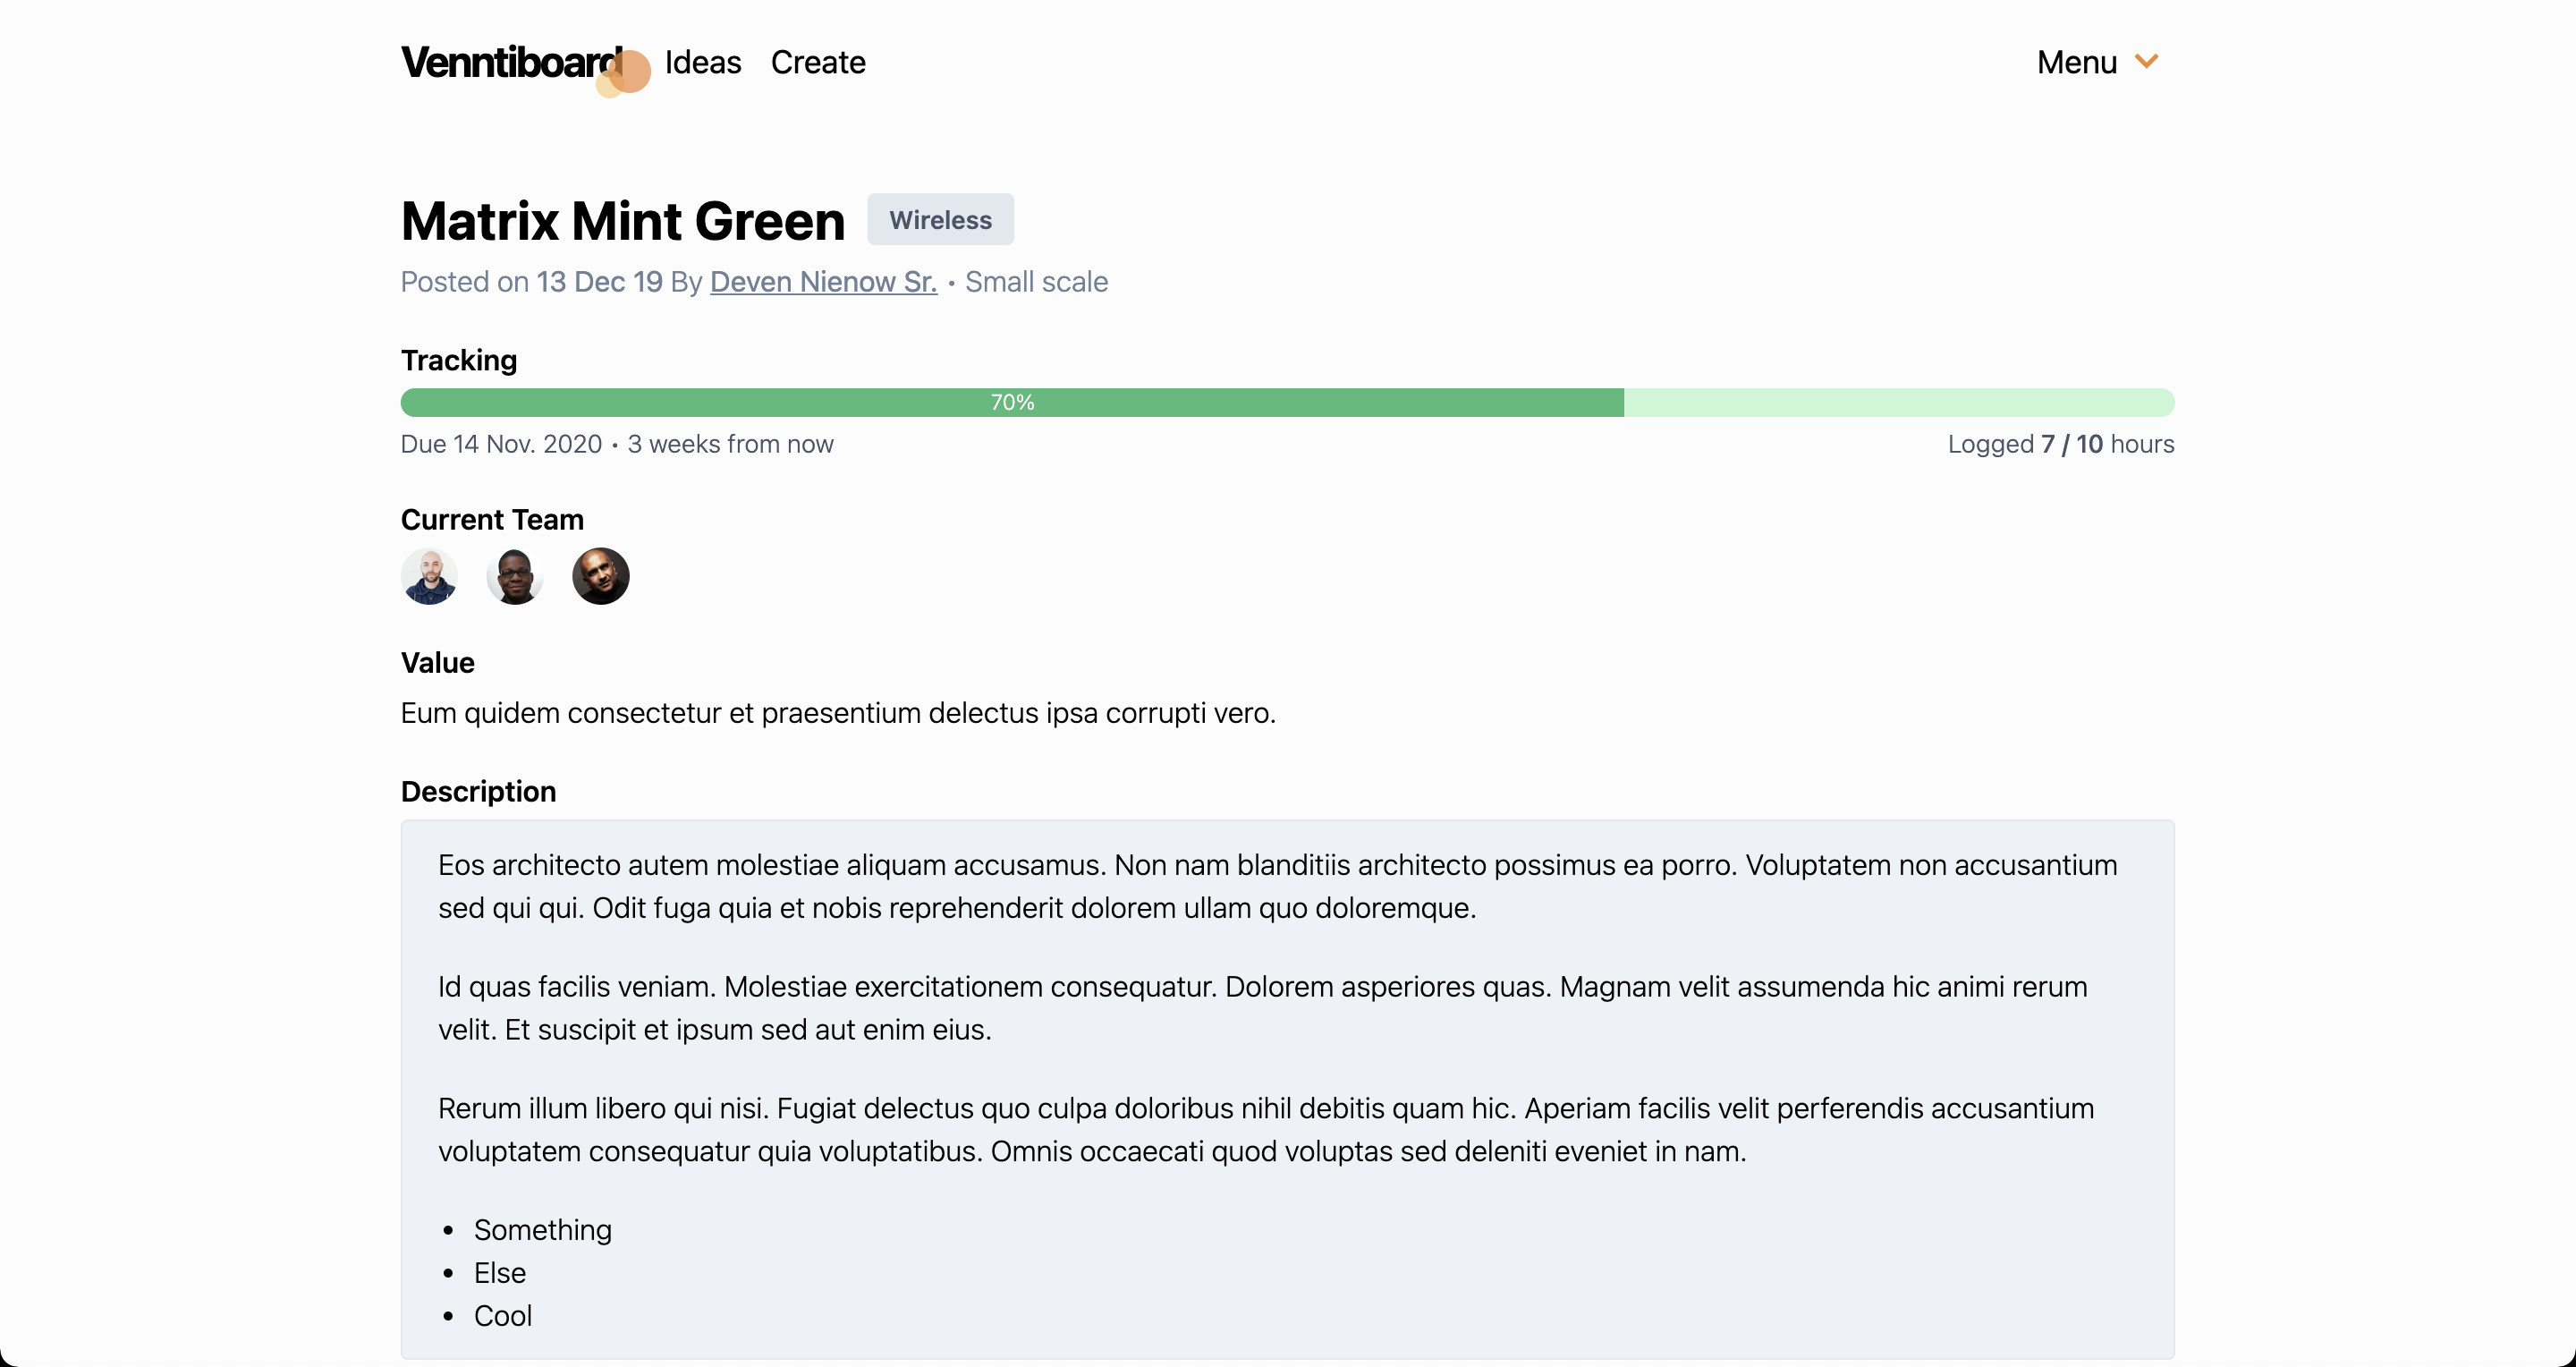 Venntiboard Ideas Create Menu
Matrix Mint Green Wireless
Posted on 13 Dec 19 By Deven Nienow Sr. • Small scale
Tracking
70%
Due 14 Nov. 2020 • 3 weeks from now Logged 7 / 10 hours
Current Team
Value
Eum quidem consectetur et praesentium delectus ipsa corrupti vero.
Description
Eos architecto autem molestiae aliquam accusamus. Non nam blanditiis architecto possimus ea porro. Voluptatem non accusantium
sed qui qui. Odit fuga quia et nobis reprehenderit dolorem ullam quo doloremque.
Id quas facilis veniam. Molestiae exercitationem consequatur. Dolorem asperiores quas. Magnam velit assumenda hic animi rerum
velit. Et suscipit et ipsum sed aut enim eius.
Rerum illum libero qui nisi. Fugiat delectus quo culpa doloribus nihil debitis quam hic. Aperiam facilis velit perferendis accusantium
voluptatem consequatur quia voluptatibus. Omnis occaecati quod voluptas sed deleniti eveniet in nam.
• Something
• Else
• Cool